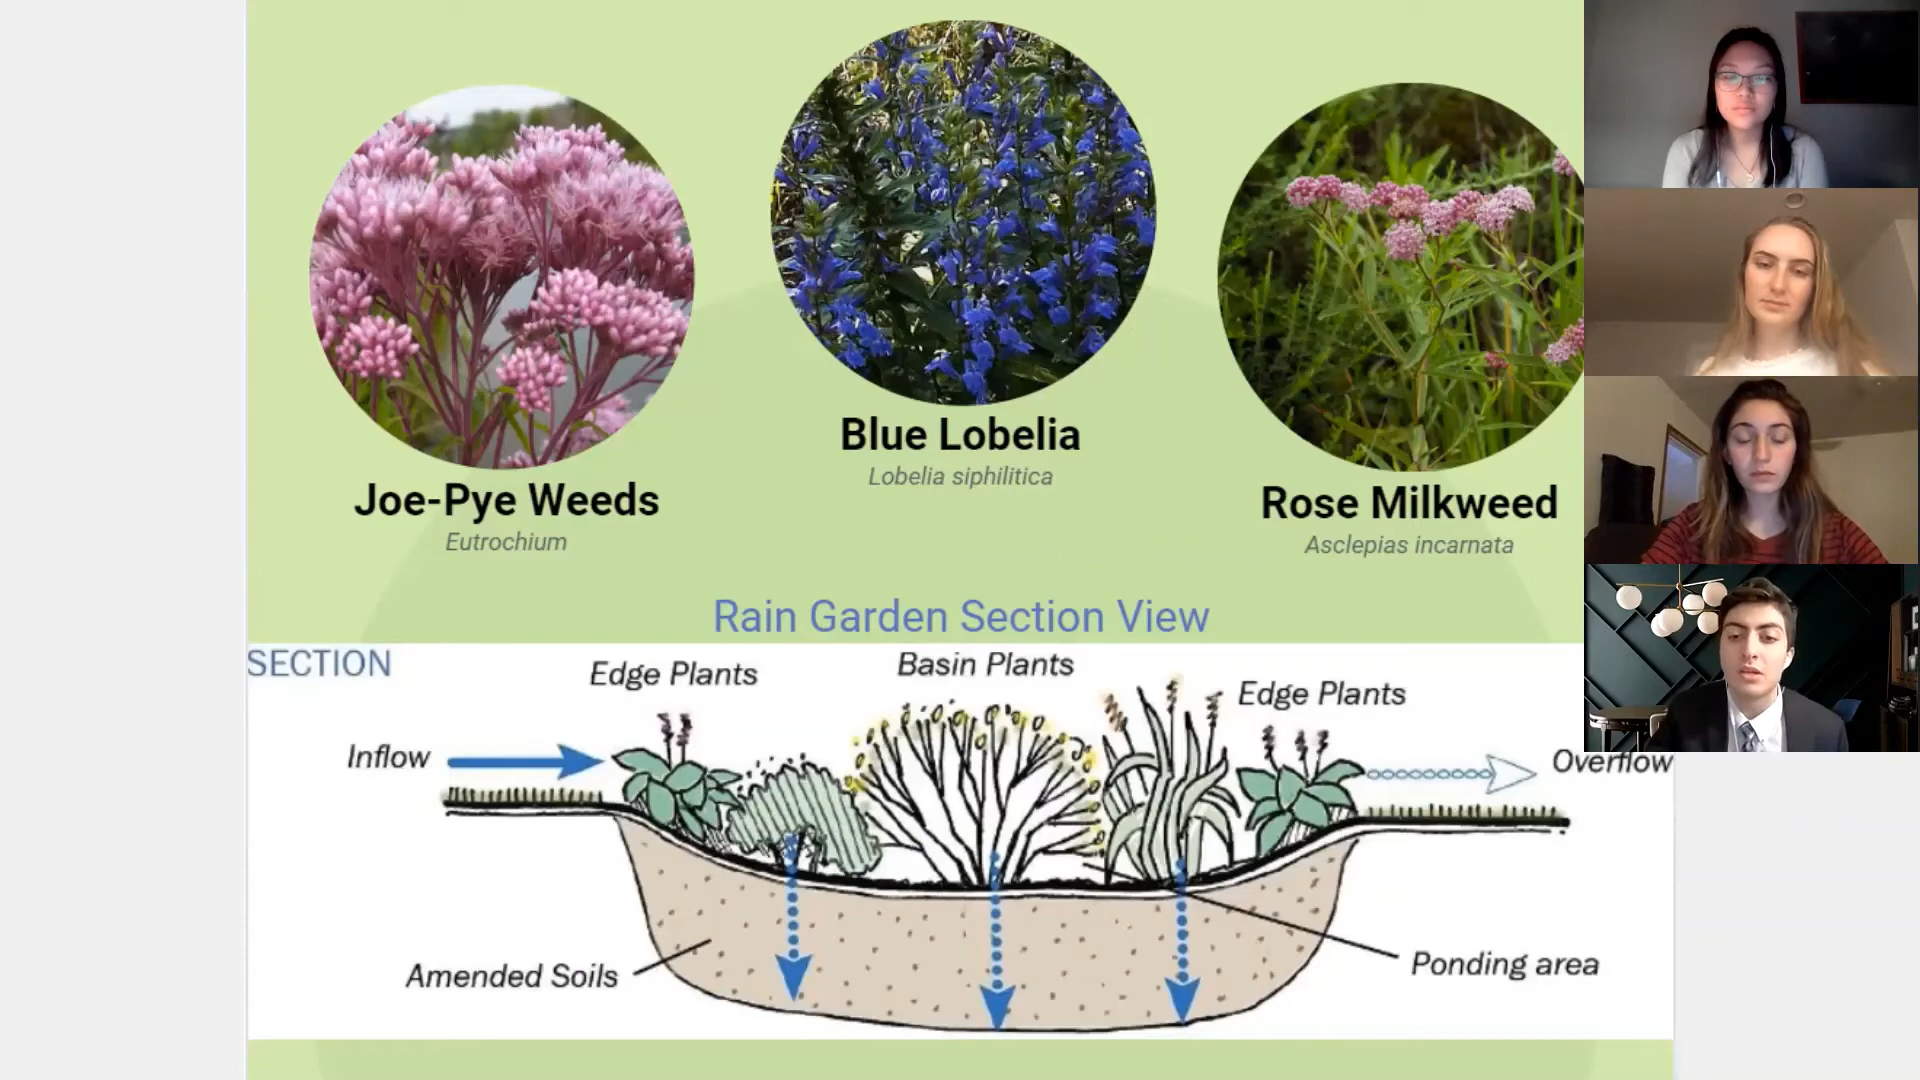 Blue Lobelia
Lobelia siphilitica
Joe-Pye Weeds
Eutrochium
Rose Milkweed
Asclepias incarnata
Rain Garden Section View
SECTION
Edge Plants
Basin Plants
Edge Plants
Inflow
Overflow
Amended Soils
Ponding area